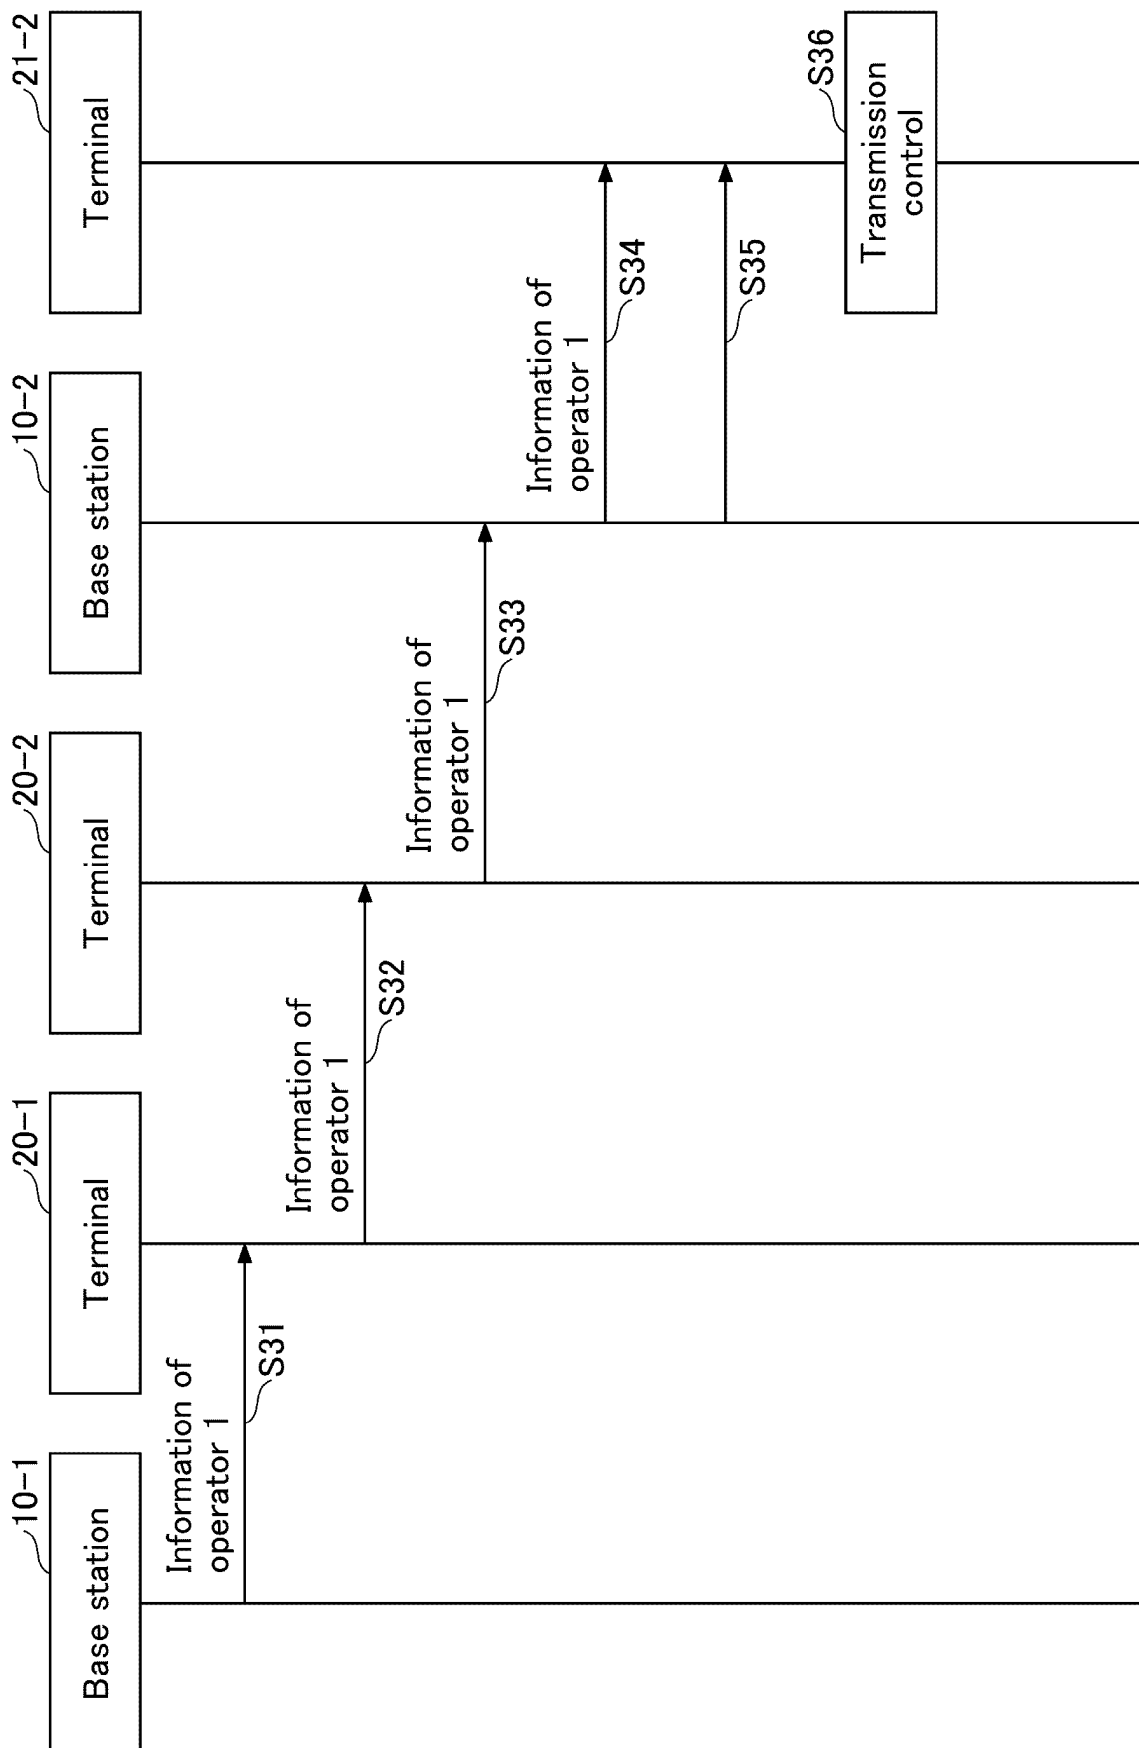 10-1
Base station
20-1
Terminal
20-2
Terminal
10-2
Base station
21-2
Terminal
Information of
operator 1
S31
Information of
operator 1
S32
Information of
operator 1
S33
Information of
operator 1
S34
S35
S36
Transmission
control